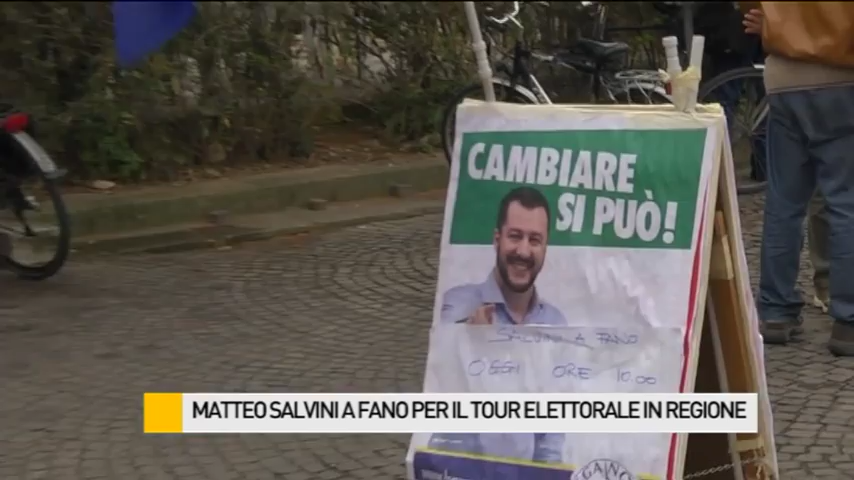 CAMBIARE
SI PUÒ!
SALVINI A FANO
OGGI ORE 10.00
MATTEO SALVINI A FANO PER IL TOUR ELETTORALE IN REGIONE